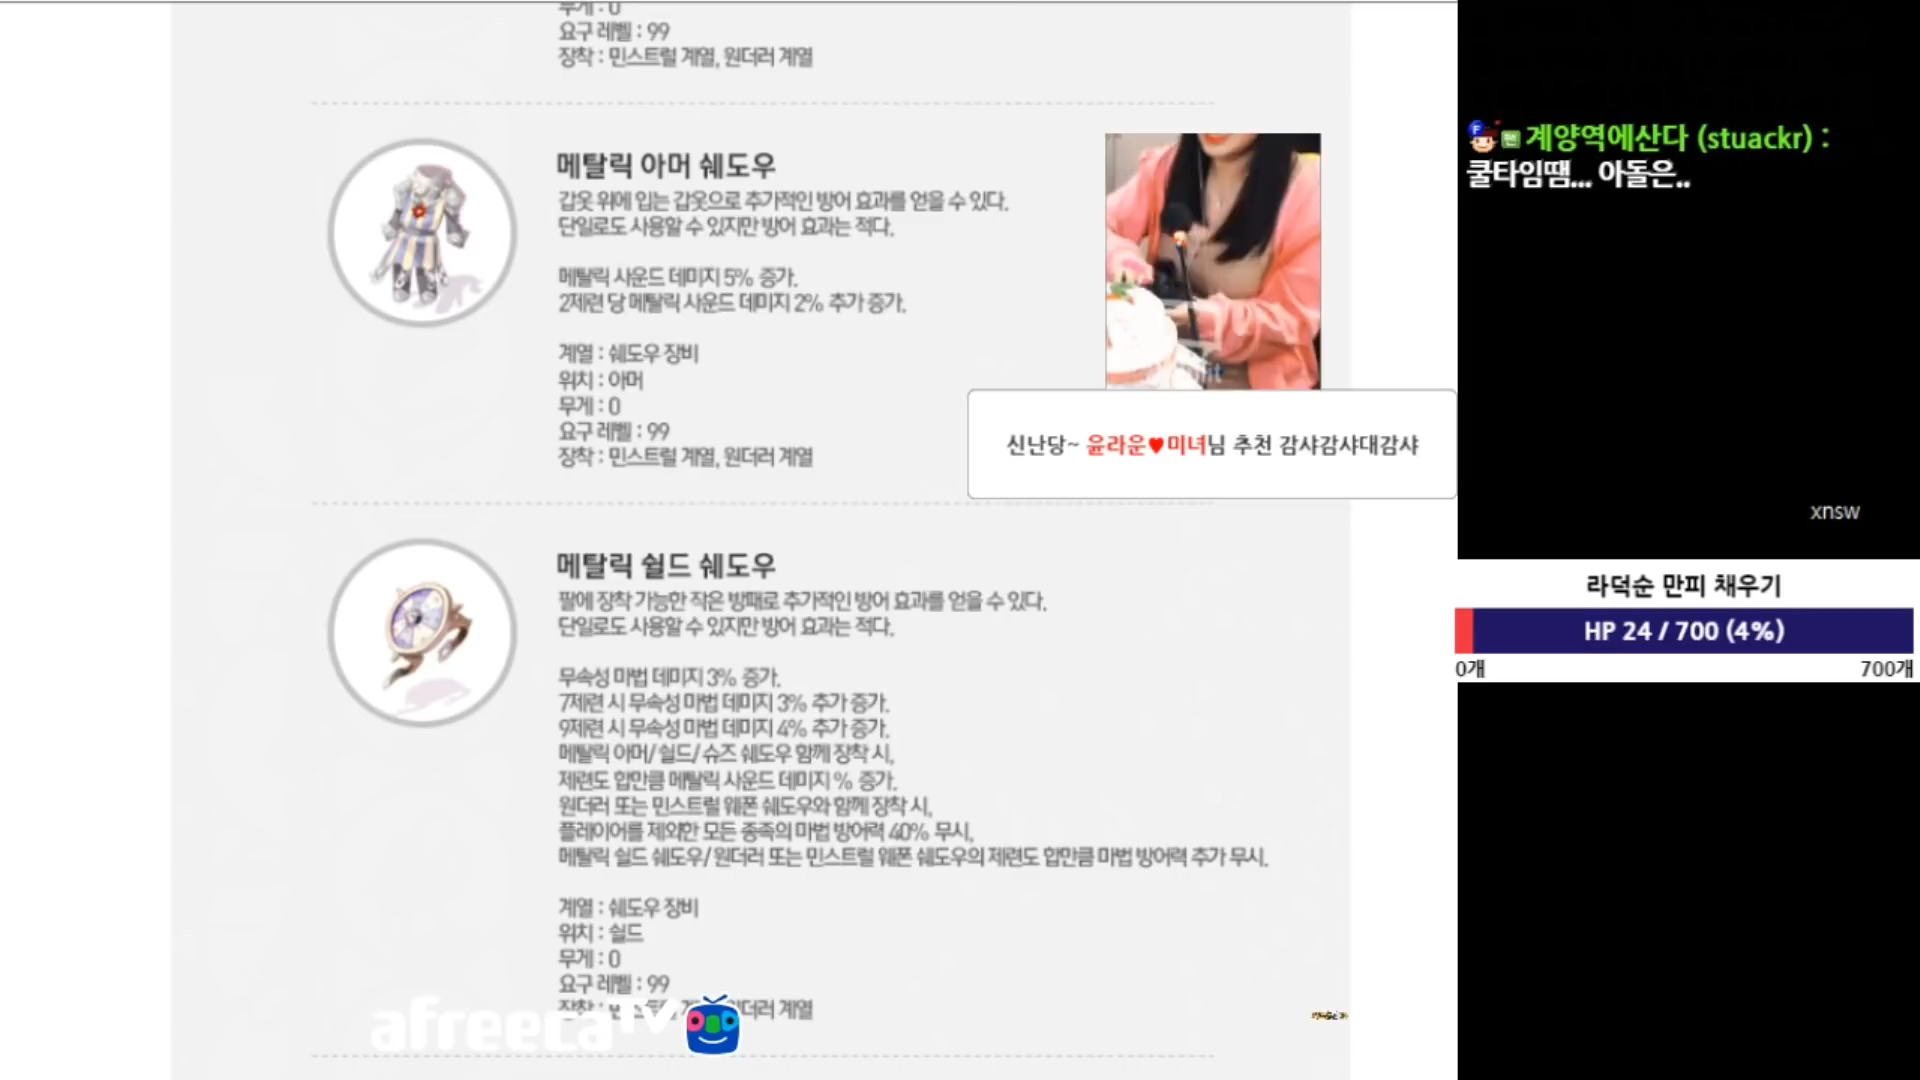 무게 : 0
요구 레벨 : 99
장착 : 민스트럴 계열, 원더러 계열
메탈릭 아머 쉐도우
갑옷 위에 입는 갑옷으로 추가적인 방어 효과를 얻을 수 있다.
단일로도 사용할 수 있지만 방어 효과는 적다.
메탈릭 사운드 데미지 5% 증가.
2제련 당 메탈릭 사운드 데미지 2% 추가 증가.
계열 : 쉐도우 장비
위치 : 아머
무게 : 0
요구 레벨 : 99
장착 : 민스트럴 계열, 원더러 계열
신난당~ 윤라운♥미녀님 추천 감샤감샤대감샤
메탈릭 쉴드 쉐도우
팔에 장착 가능한 작은 방패로 추가적인 방어 효과를 얻을 수 있다.
단일로도 사용할 수 있지만 방어 효과는 적다.
무속성 마법 데미지 3% 증가.
7제련 시 무속성 마법 데미지 3% 추가 증가.
9제련 시 무속성 마법 데미지 4% 추가 증가.
메탈릭 아머/ 쉴드/ 슈즈 쉐도우 함께 장착 시,
제련도 합만큼 메탈릭 사운드 데미지 % 증가.
원더러 또는 민스트럴 웨폰 쉐도우와 함께 장착 시,
플레이어를 제외한 모든 종족의 마법 방어력 40% 무시,
메탈릭 쉴드 쉐도우/ 원더러 또는 민스트럴 웨폰 쉐도우의 제련도 합만큼 마법 방어력 추가 무시.
계열 : 쉐도우 장비
위치 : 쉴드
무게 : 0
요구 레벨 : 99
장착 : 민스트럴 계열, 원더러 계열
afreecaTV
계양역에산다 (stuackr) :
쿨타임땜... 아돌은..
xnsw
라덕순 만피 채우기
HP 24 / 700 (4%)
0개 700개